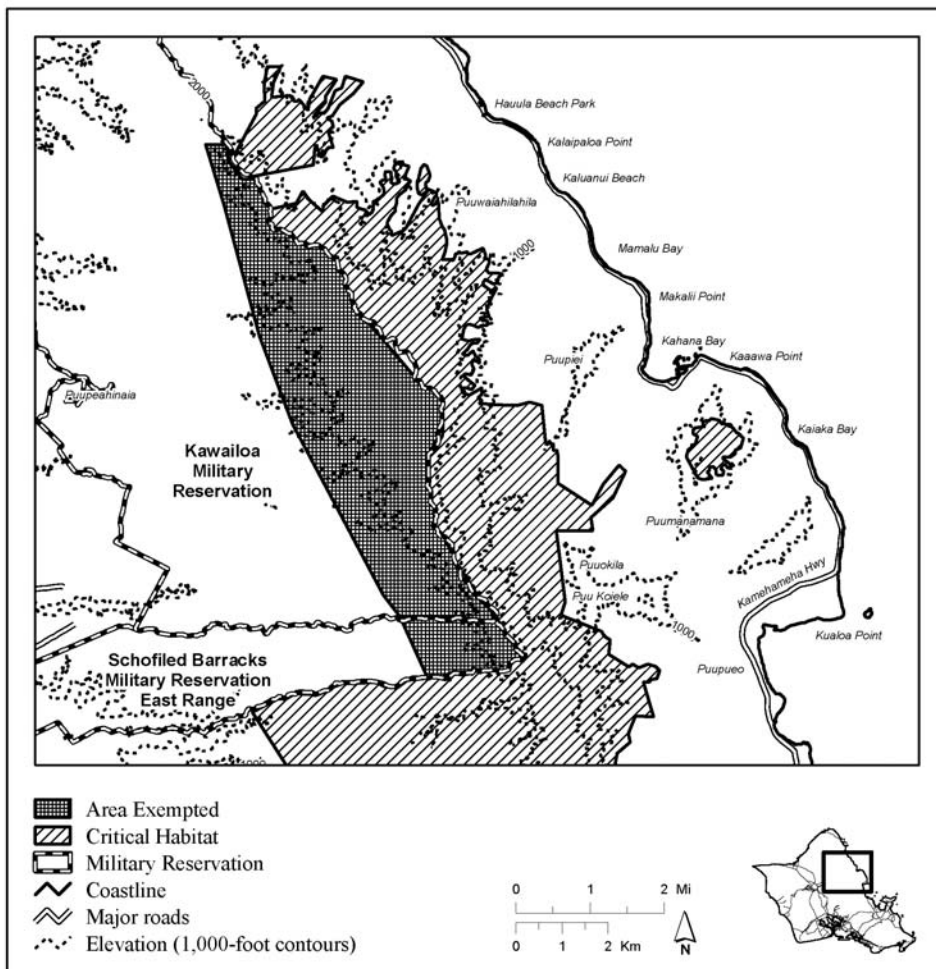 2000
Hauula Beach Park
Kalaipaloa Point
Kaluanui Beach
Puuwaiahilahila
1000
Mamalu Bay
Makalii Point
Kahana Bay
Puupiei
Kaaawa Point
Puupeahinaia
Kaiaka Bay
Kawailoa
Military
Reservation
Puumanamana
Puuokila
Puu Koiele
Kamehameha Hwy
1000
Kualoa Point
Schofiled Barracks
Military Reservation
East Range
Puupueo
1000
Area Exempted
Critical Habitat
Military Reservation
Coastline
Major roads
Elevation (1,000-foot contours)
0 1 2 Mi
0 1 2 Km
N